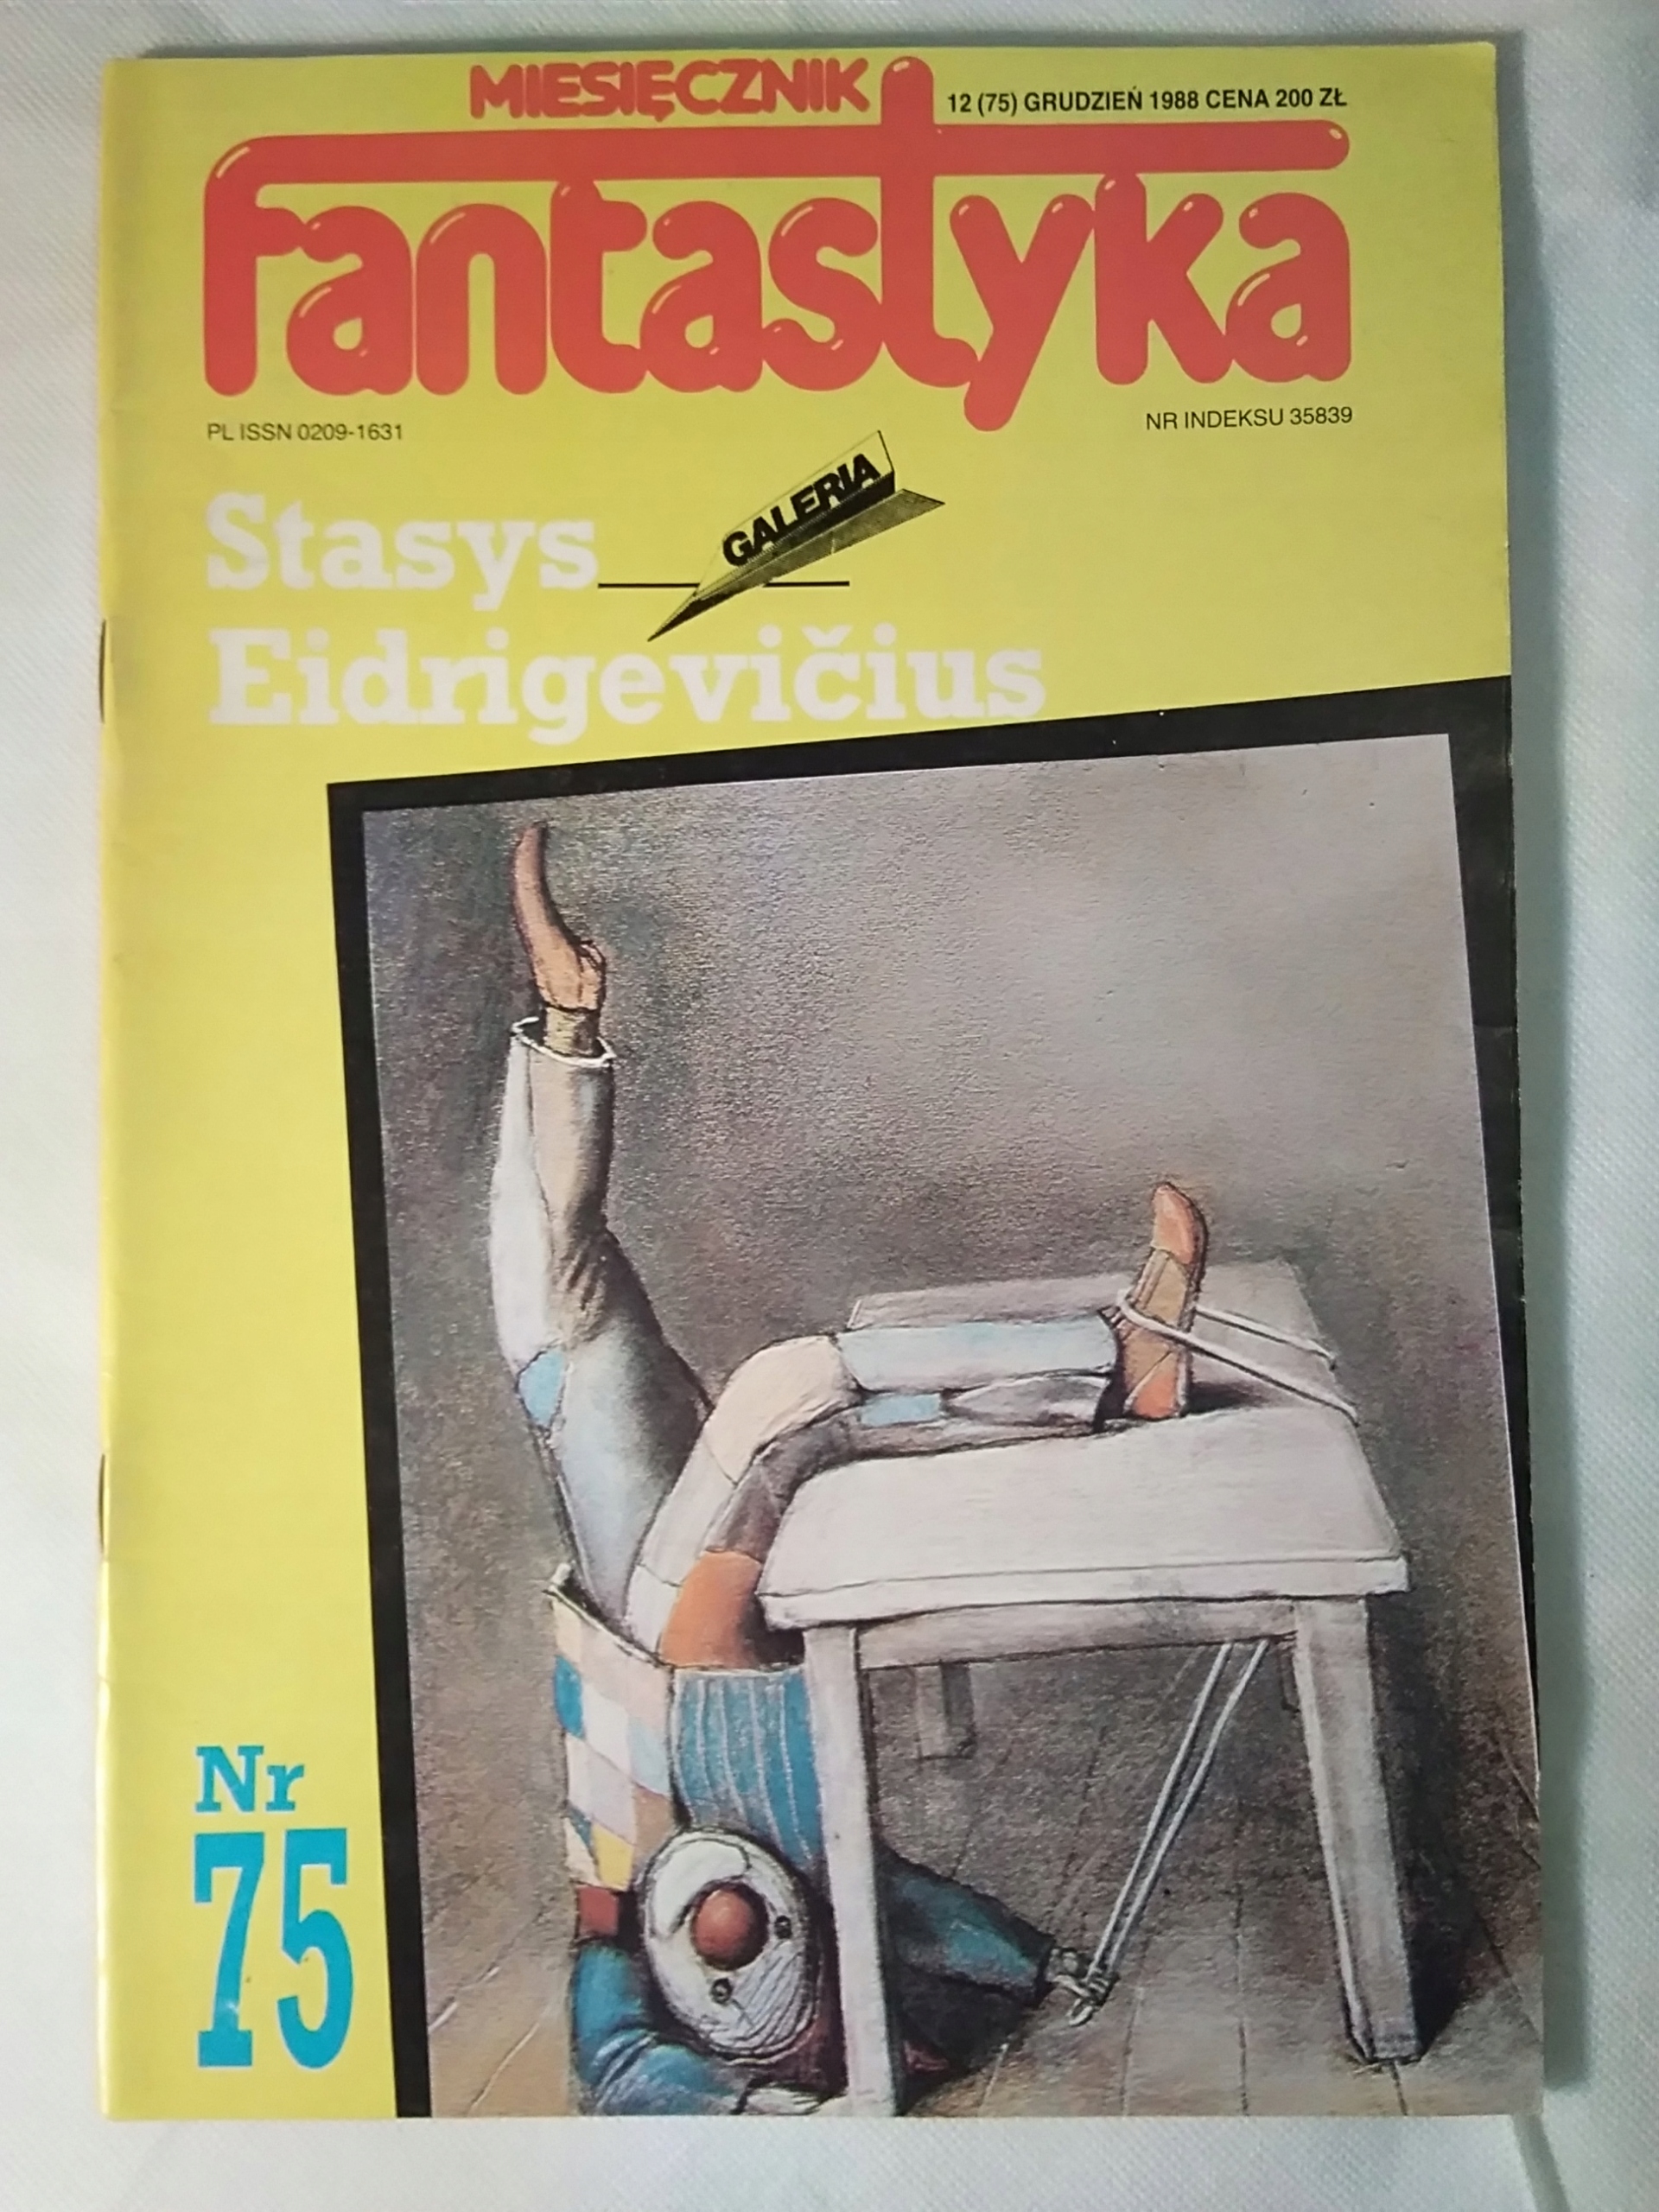 MIESIĘCZNIK
12 (75) GRUDZIEŃ 1988 CENA 200 ZŁ
fantastyka
PL ISSN 0209-1631
NR INDEKSU 35839
GALERIA
Stasys
Eidrigevičius
Nr
75